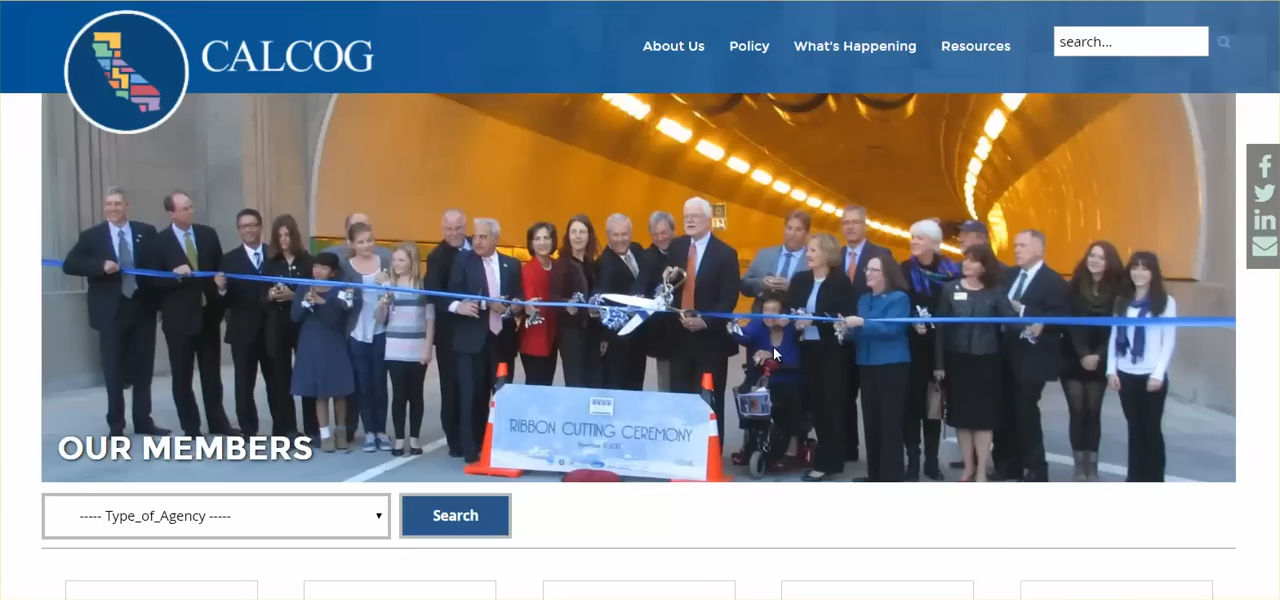 CALCOG
About Us Policy What's Happening Resources
search...
RIBBON CUTTING CEREMONY
OUR MEMBERS
----- Type_of_Agency -----
Search